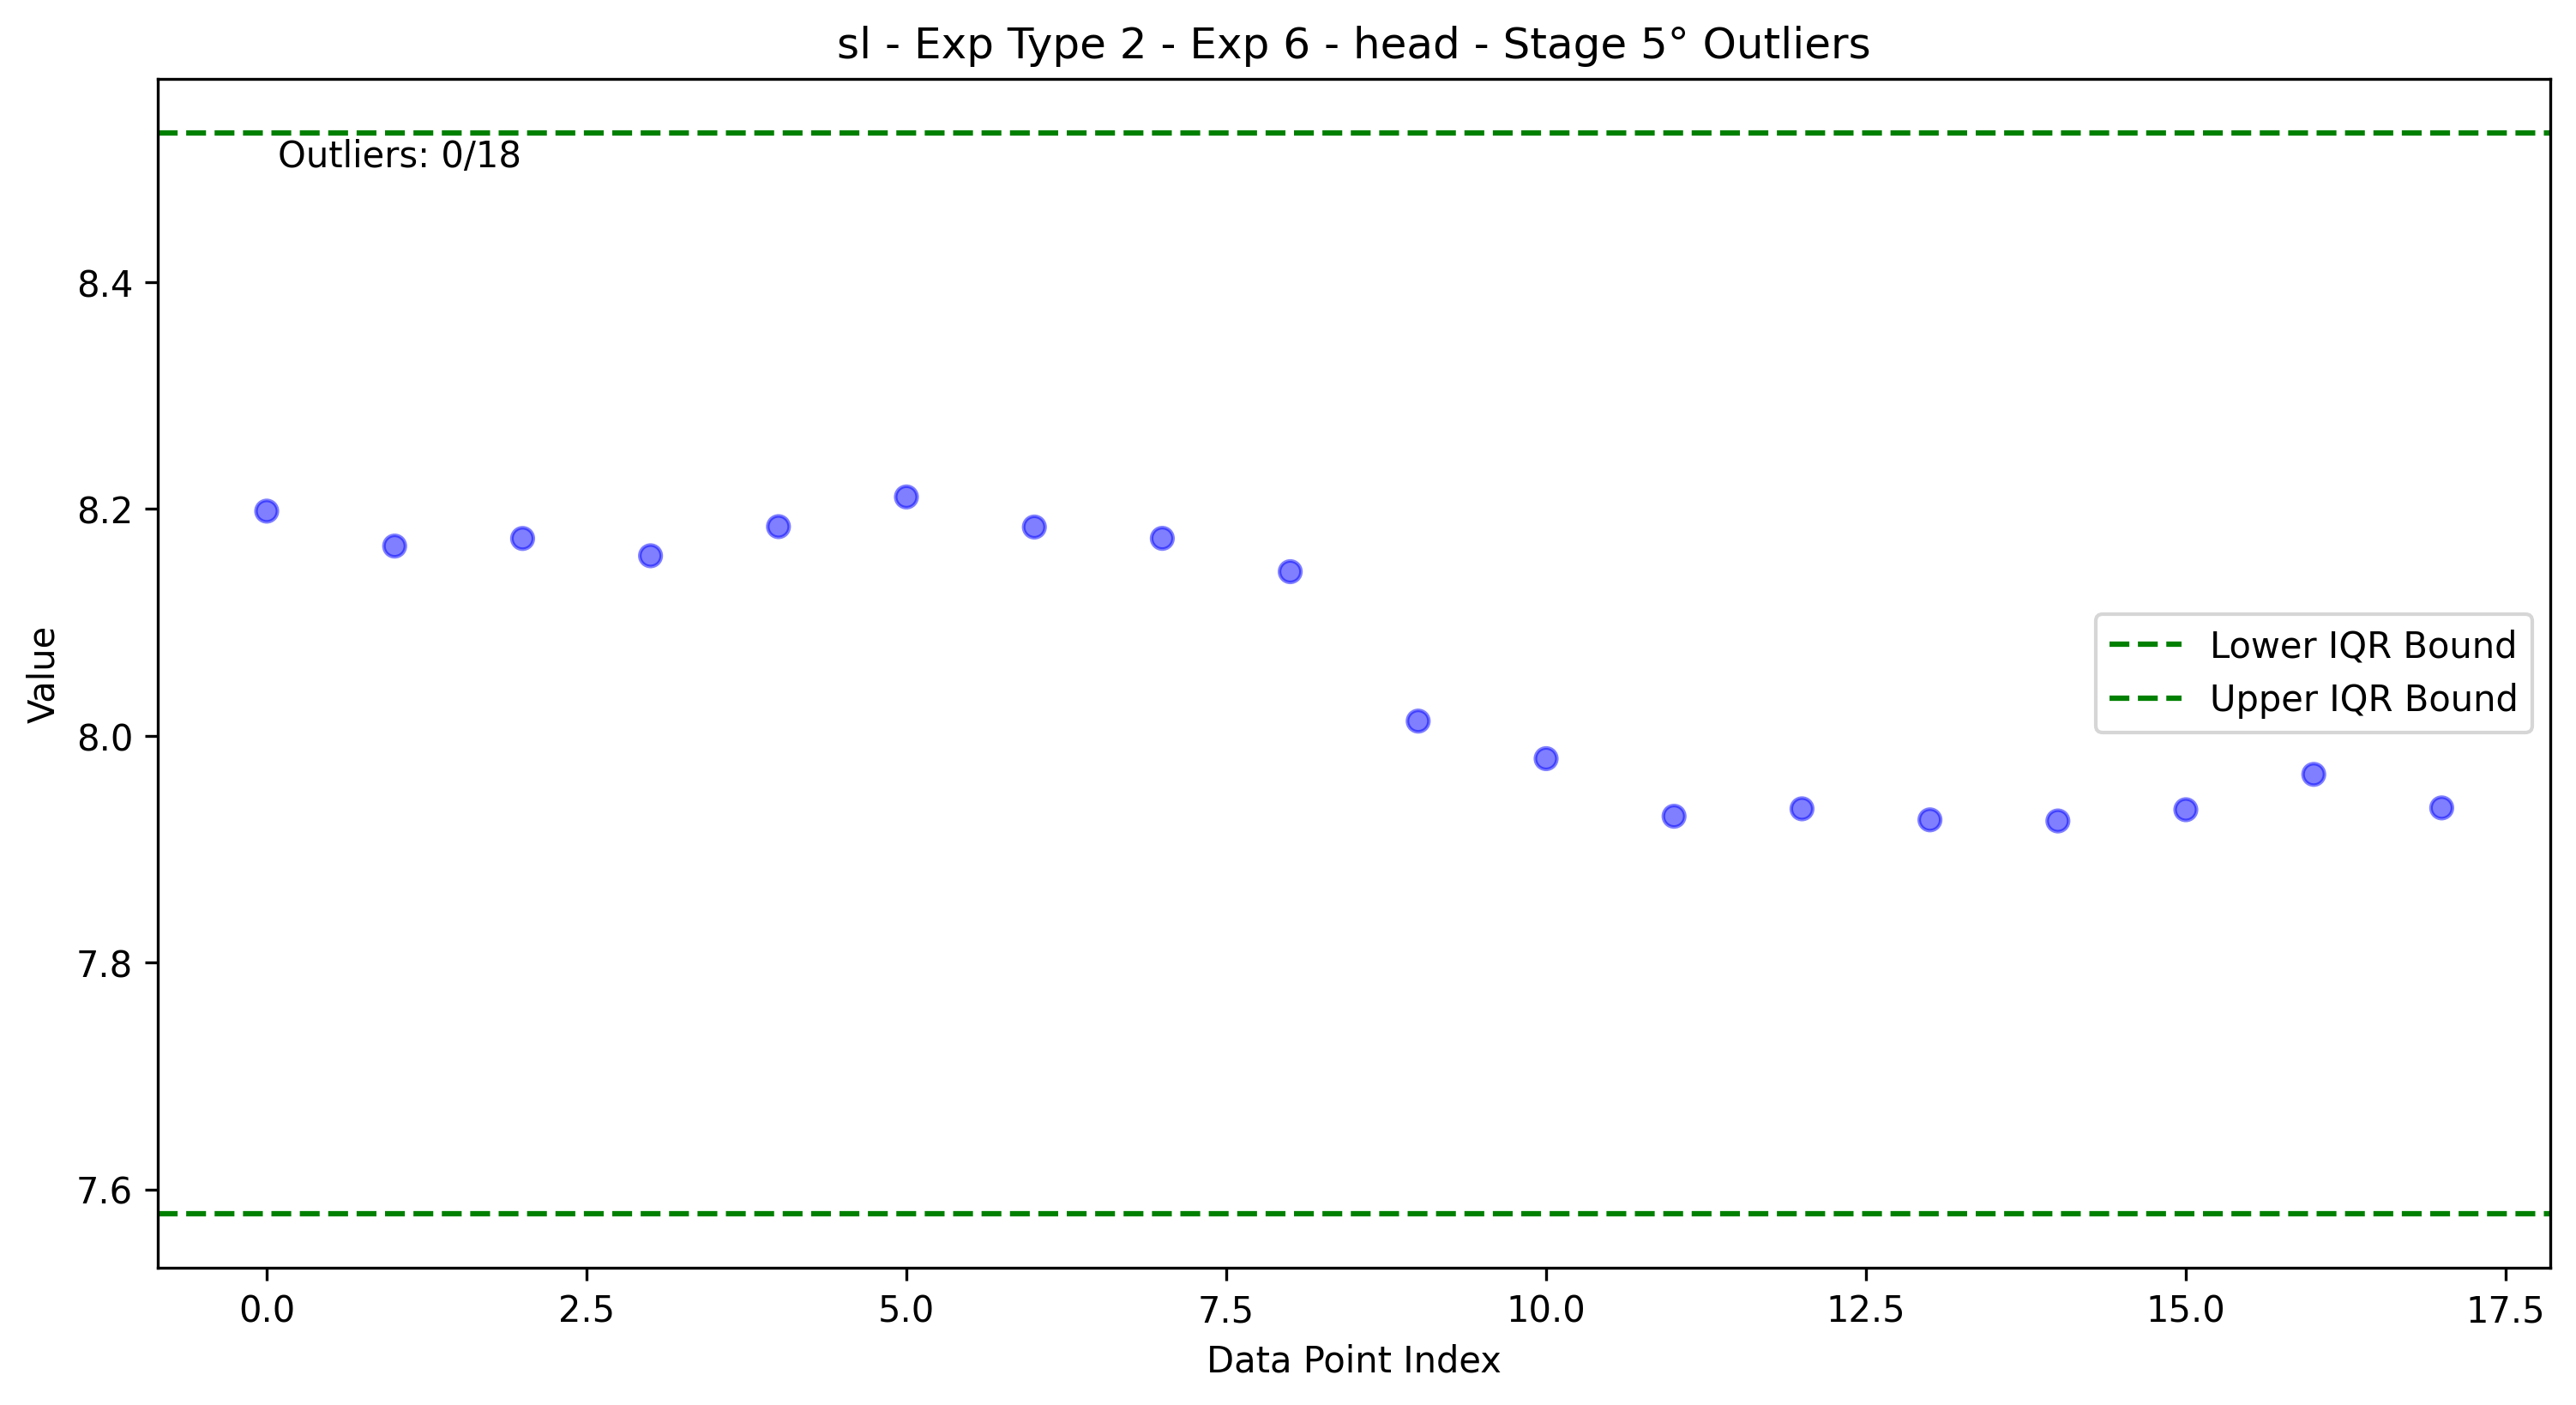 sl - Exp Type 2 - Exp 6 - head - Stage 5° Outliers
Outliers: 0/18
8.4
8.2
8.0
7.8
7.6
Value
Lower IQR Bound
Upper IQR Bound
0.0 2.5 5.0 7.5 10.0 12.5 15.0 17.5
Data Point Index